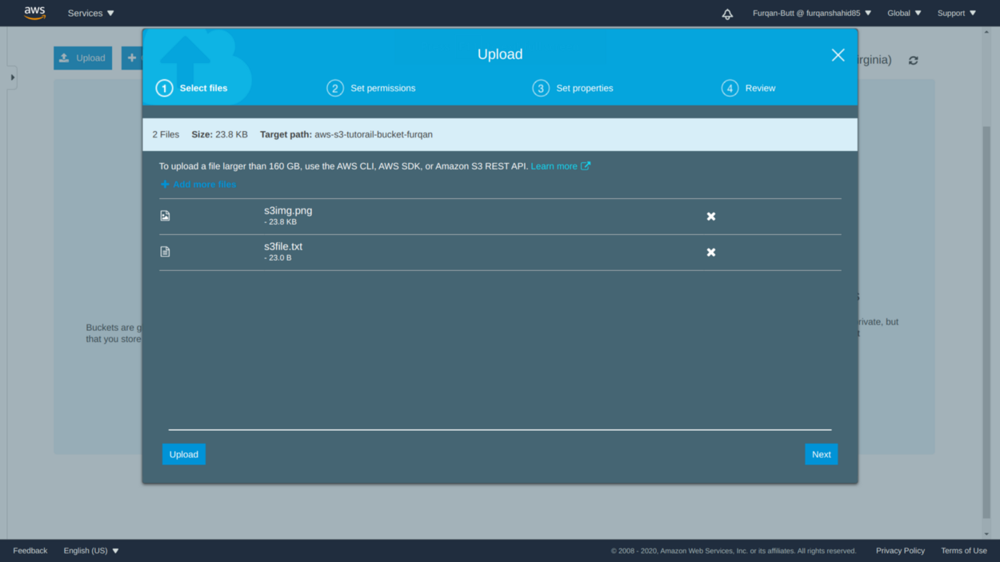 aws
Services
Furqan-Butt @ furqanshahid85
Global
Support
Upload
irginia)
Upload
1 Select files
2 Set permissions
3 Set properties
4 Review
2 Files Size: 23.8 KB Target path: aws-s3-tutorail-bucket-furqan
To upload a file larger than 160 GB, use the AWS CLI, AWS SDK, or Amazon S3 REST API. Learn more
Add more files
s3img.png
- 23.8 KB
s3file.txt
- 23.0 B
Buckets are g
that you store
rivate, but
t
Upload
Next
Feedback
English (US)
© 2008 - 2020, Amazon Web Services, Inc. or its affiliates. All rights reserved.
Privacy Policy
Terms of Use